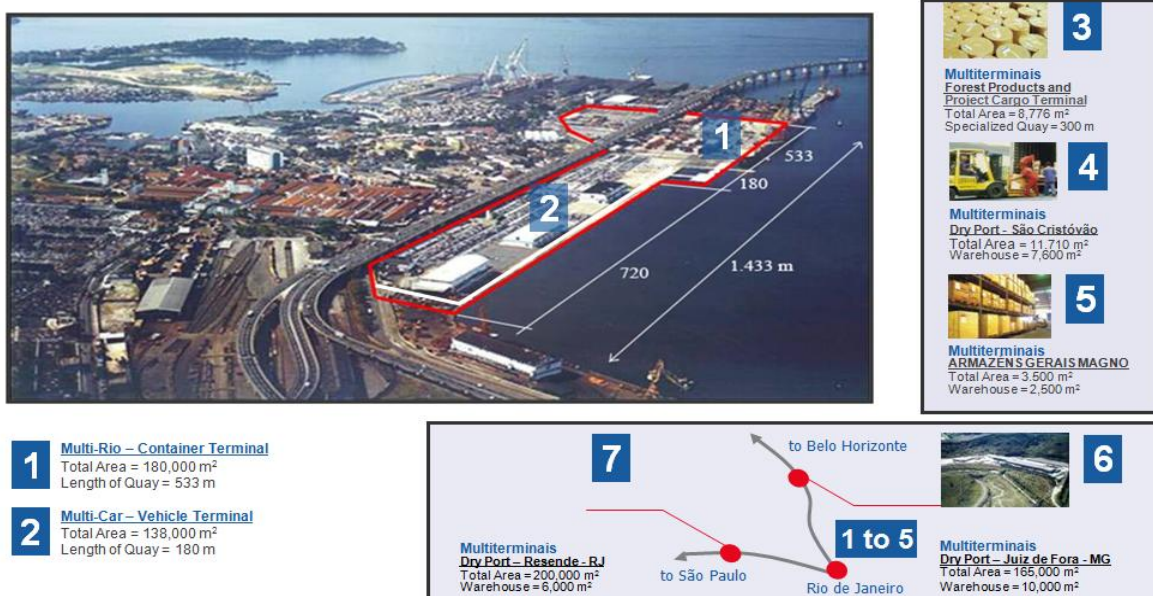 1
2
533
180
720
1.433 m
3
Multiterminais
Forest Products and
Project Cargo Terminal
Total Area = 8,776 m²
Specialized Quay = 300 m
4
Multiterminais
Dry Port - São Cristóvão
Total Area = 11.710 m²
Warehouse = 7,600 m²
5
Multiterminais
ARMAZENS GERAIS MAGNO
Total Area = 3.500 m²
Warehouse = 2,500 m²
1
Multi-Rio – Container Terminal
Total Area = 180,000 m²
Length of Quay = 533 m
2
Multi-Car – Vehicle Terminal
Total Area = 138,000 m²
Length of Quay = 180 m
7
Multiterminais
Dry Port – Resende - RJ
Total Area = 200,000 m²
Warehouse = 6,000 m²
to Belo Horizonte
to São Paulo
1 to 5
Rio de Janeiro
6
Multiterminais
Dry Port – Juiz de Fora - MG
Total Area = 165,000 m²
Warehouse = 10,000 m²